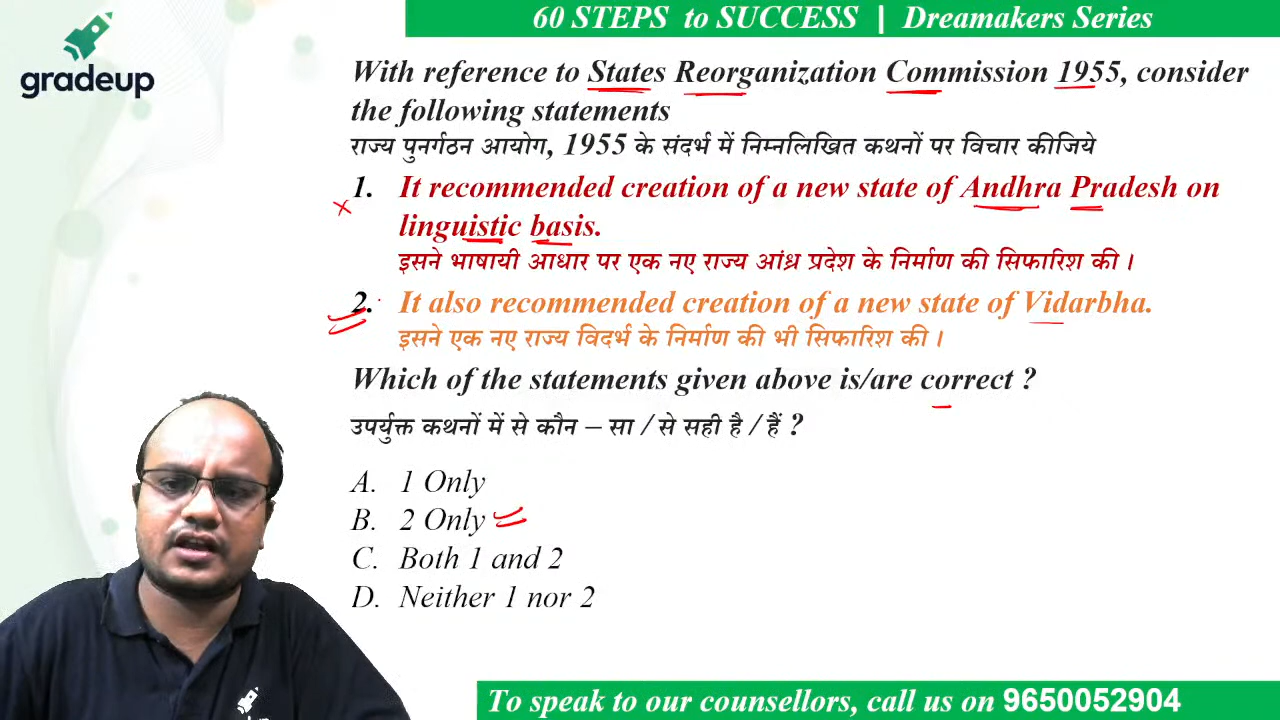 60 STEPS to SUCCESS | Dreamakers Series
gradeup
With reference to States Reorganization Commission 1955, consider
the following statements
राज्य पुनर्गठन आयोग, 1955 के संदर्भ में निम्नलिखित कथनों पर विचार कीजिये
1. It recommended creation of a new state of Andhra Pradesh on
linguistic basis.
इसने भाषायी आधार पर एक नए राज्य आंध्र प्रदेश के निर्माण की सिफारिश की।
2. It also recommended creation of a new state of Vidarbha.
इसने एक नए राज्य विदर्भ के निर्माण की भी सिफारिश की।
Which of the statements given above is/are correct ?
उपर्युक्त कथनों में से कौन – सा / से सही है / हैं ?
A. 1 Only
B. 2 Only
C. Both 1 and 2
D. Neither 1 nor 2
To speak to our counsellors, call us on 9650052904